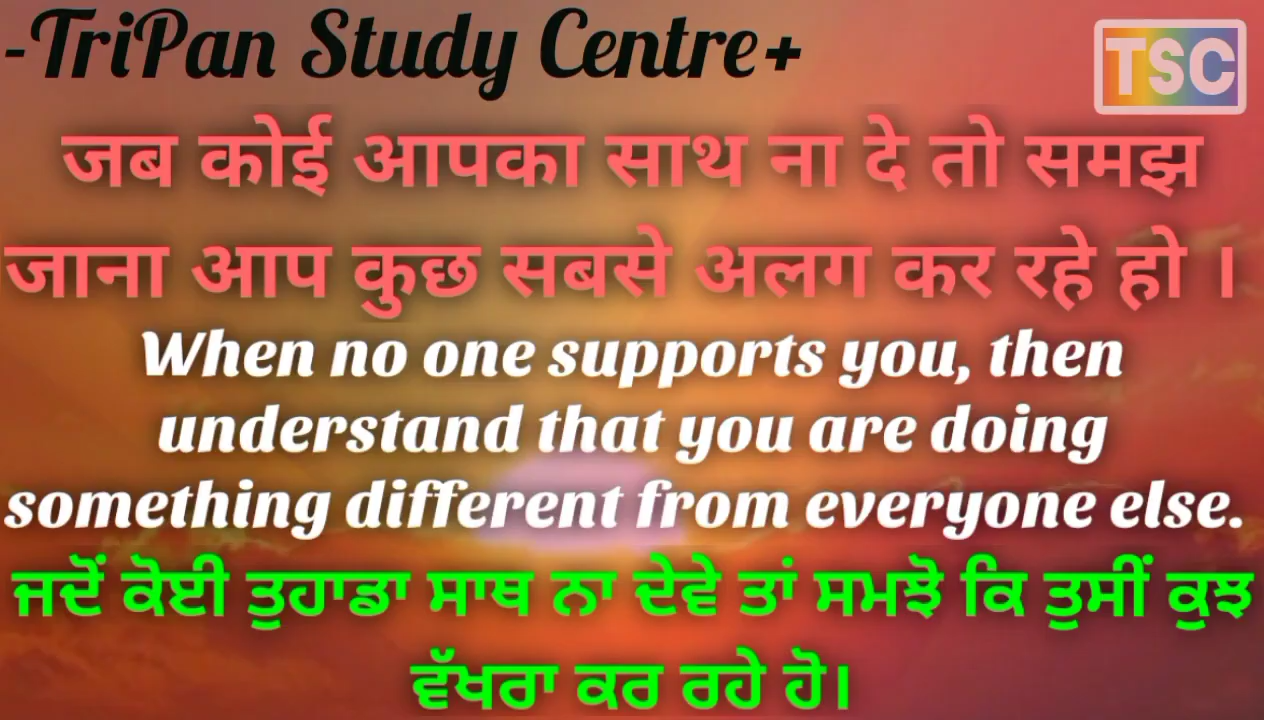 -TriPan Study Centre+
TSC
जब कोई आपका साथ ना दे तो समझ
जाना आप कुछ सबसे अलग कर रहे हो ।
When no one supports you, then
understand that you are doing
something different from everyone else.
ਜਦੋਂ ਕੋਈ ਤੁਹਾਡਾ ਸਾਥ ਨਾ ਦੇਵੇ ਤਾਂ ਸਮਝੋ ਕਿ ਤੁਸੀਂ ਕੁਝ
ਵੱਖਰਾ ਕਰ ਰਹੇ ਹੋ।